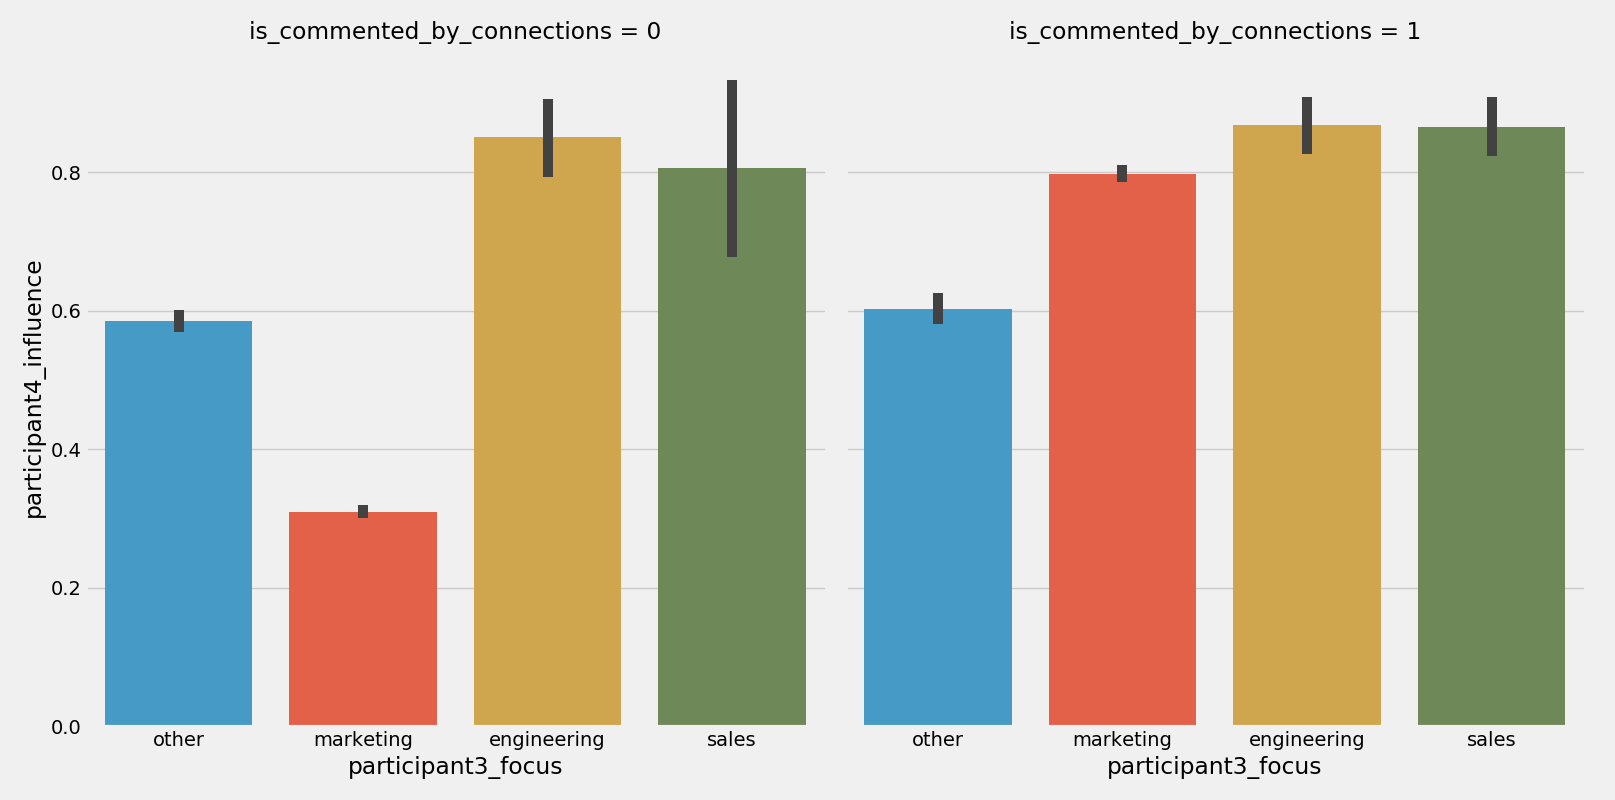 is_commented_by_connections = 0
is_commented_by_connections = 1
participant4_influence
0.8
0.6
0.4
0.2
0.0
other marketing engineering sales
other marketing engineering sales
participant3_focus
participant3_focus